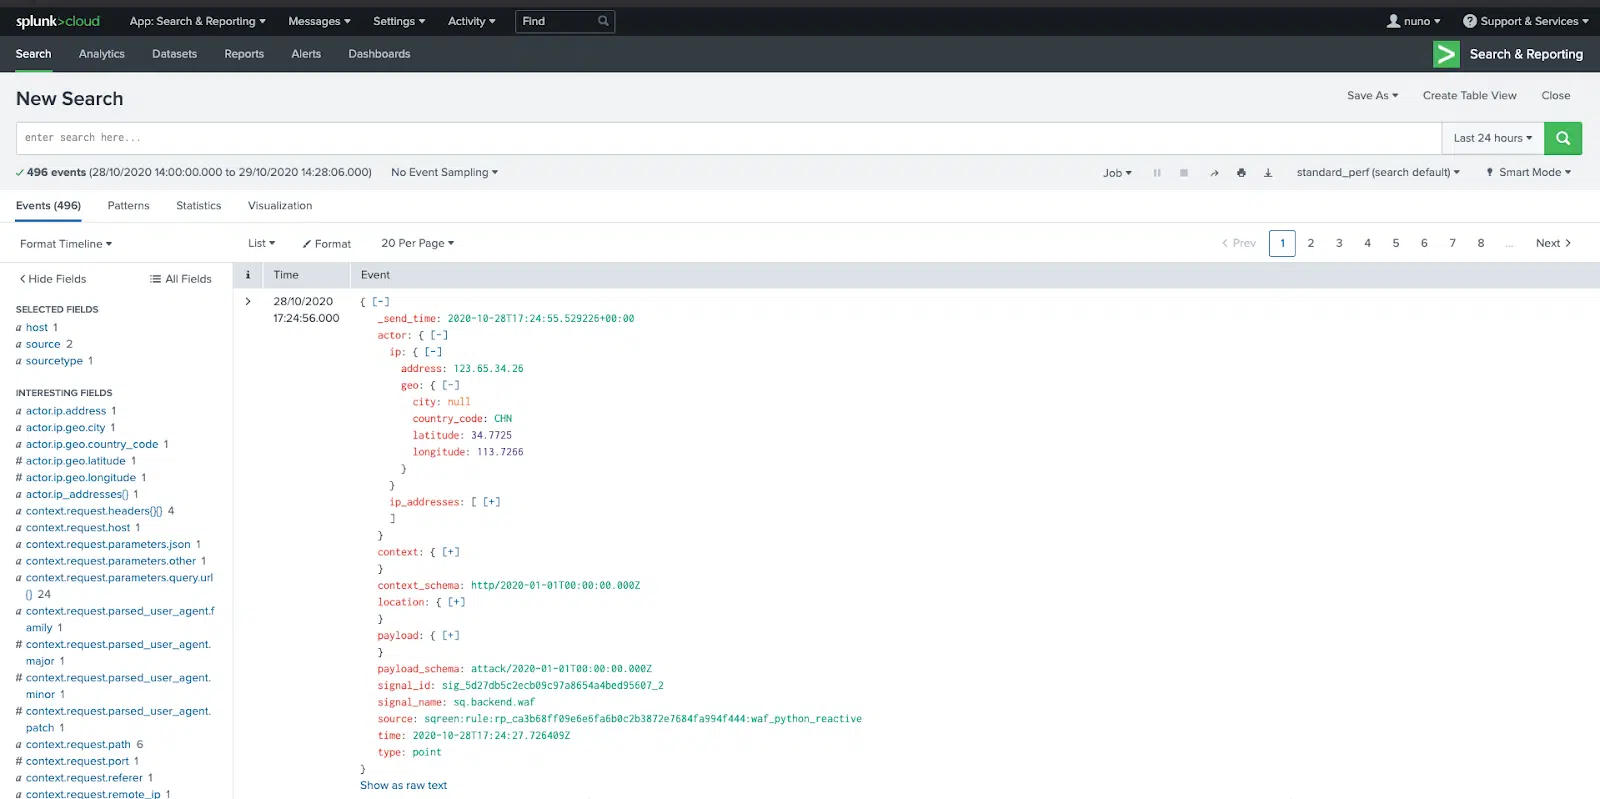 splunk>cloud App: Search & Reporting Messages Settings Activity Find nuno Support & Services
Search Analytics Datasets Reports Alerts Dashboards Search & Reporting
New Search Save As Create Table View Close
enter search here... Last 24 hours
496 events (28/10/2020 14:00:00.000 to 29/10/2020 14:28:06.000) No Event Sampling Job standard_perf (search default) Smart Mode
Events (496) Patterns Statistics Visualization
Format Timeline List Format 20 Per Page < Prev 1 2 3 4 5 6 7 8 ... Next >
< Hide Fields All Fields i Time Event
SELECTED FIELDS
a host 1
a source 2
a sourcetype 1
INTERESTING FIELDS
a actor.ip.address 1
a actor.ip.geo.city 1
a actor.ip.geo.country_code 1
# actor.ip.geo.latitude 1
# actor.ip.geo.longitude 1
a actor.ip_addresses{} 1
a context.request.headers{}{} 4
a context.request.host 1
a context.request.parameters.json 1
a context.request.parameters.other 1
a context.request.parameters.query.url
{} 24
a context.request.parsed_user_agent.f
amily 1
# context.request.parsed_user_agent.
major 1
# context.request.parsed_user_agent.
minor 1
# context.request.parsed_user_agent.
patch 1
a context.request.path 6
# context.request.port 1
a context.request.referer 1
a context.request.remote_ip 1
> 28/10/2020
17:24:56.000
{ [-]
_send_time: 2020-10-28T17:24:55.529226+00:00
actor: { [-]
ip: { [-]
address: 123.65.34.26
geo: { [-]
city: null
country_code: CHN
latitude: 34.7725
longitude: 113.7266
}
}
ip_addresses: [ [+]
]
}
context: { [+]
}
context_schema: http/2020-01-01T00:00:00.000Z
location: { [+]
}
payload: { [+]
}
payload_schema: attack/2020-01-01T00:00:00.000Z
signal_id: sig_5d27db5c2ecb09c97a8654a4bed95607_2
signal_name: sq.backend.waf
source: sqreen:rule:rp_ca3b68ff09e6e6fa6b0c2b3872e7684fa994f444:waf_python_reactive
time: 2020-10-28T17:24:27.726409Z
type: point
}
Show as raw text